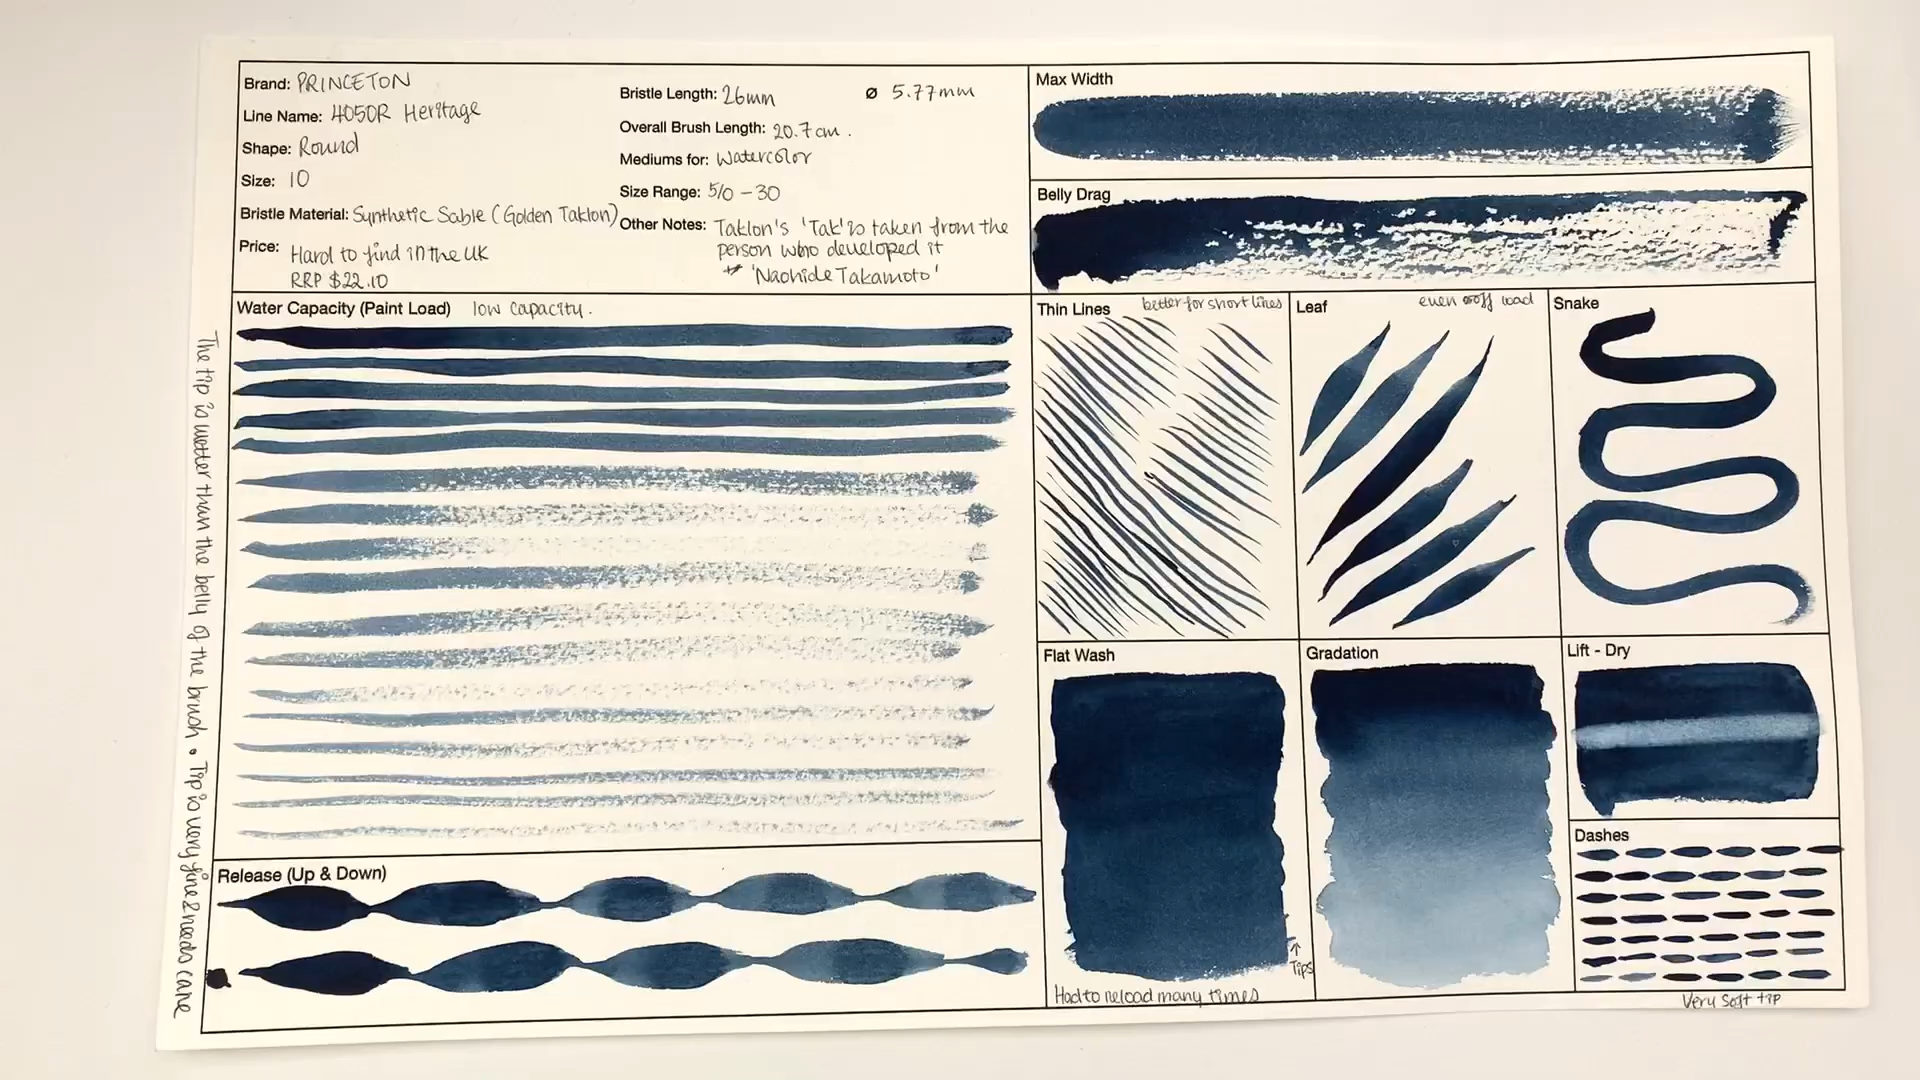 Brand: PRINCETON
Line Name: 4050R Heritage
Shape: Round
Size: 10
Bristle Material: Synthetic Sable (Golden Taklon)
Price: Hard to find in the UK
RRP $22.10
Bristle Length: 26mm
Ø 5.77mm
Overall Brush Length: 20.7cm.
Mediums for: Watercolor
Size Range: 5/0 - 30
Other Notes: Taklon's 'Tak' is taken from the
person who developed it
'Naohide Takamoto'
Max Width
Belly Drag
Water Capacity (Paint Load) low capacity.
Thin Lines better for short lines
Leaf even off load
Snake
Flat Wash
Tips
Had to reload many times
Gradation
Lift - Dry
Dashes
Very soft tip
Release (Up & Down)
The tip is wetter than the belly of the brush • Tip is very fine & needs care